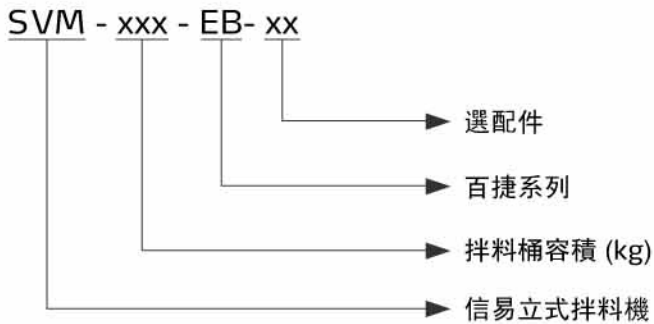 SVM - xxx - EB- xx
選配件
百捷系列
拌料桶容積 (kg)
信易立式拌料機